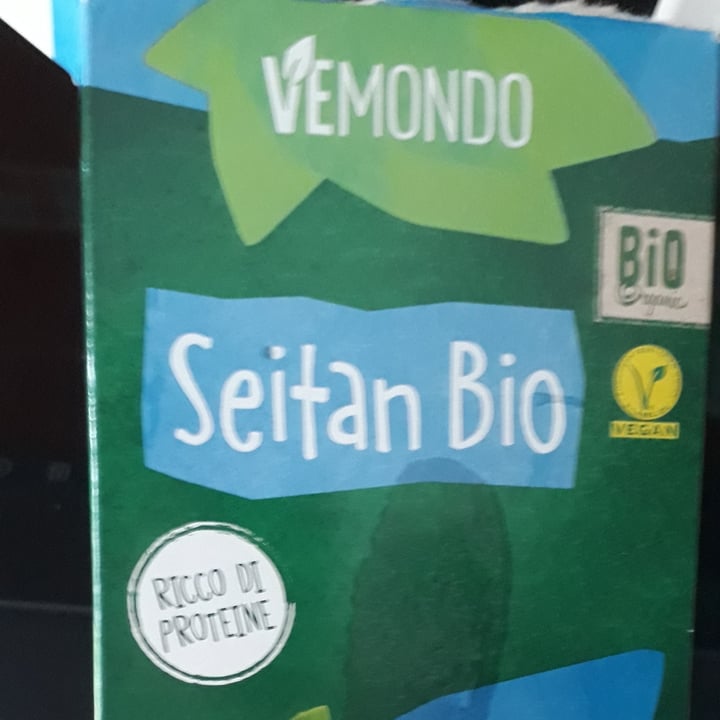 VEMONDO
BiO
Organic
Seitan Bio
VEGAN
RICCO DI
PROTEINE